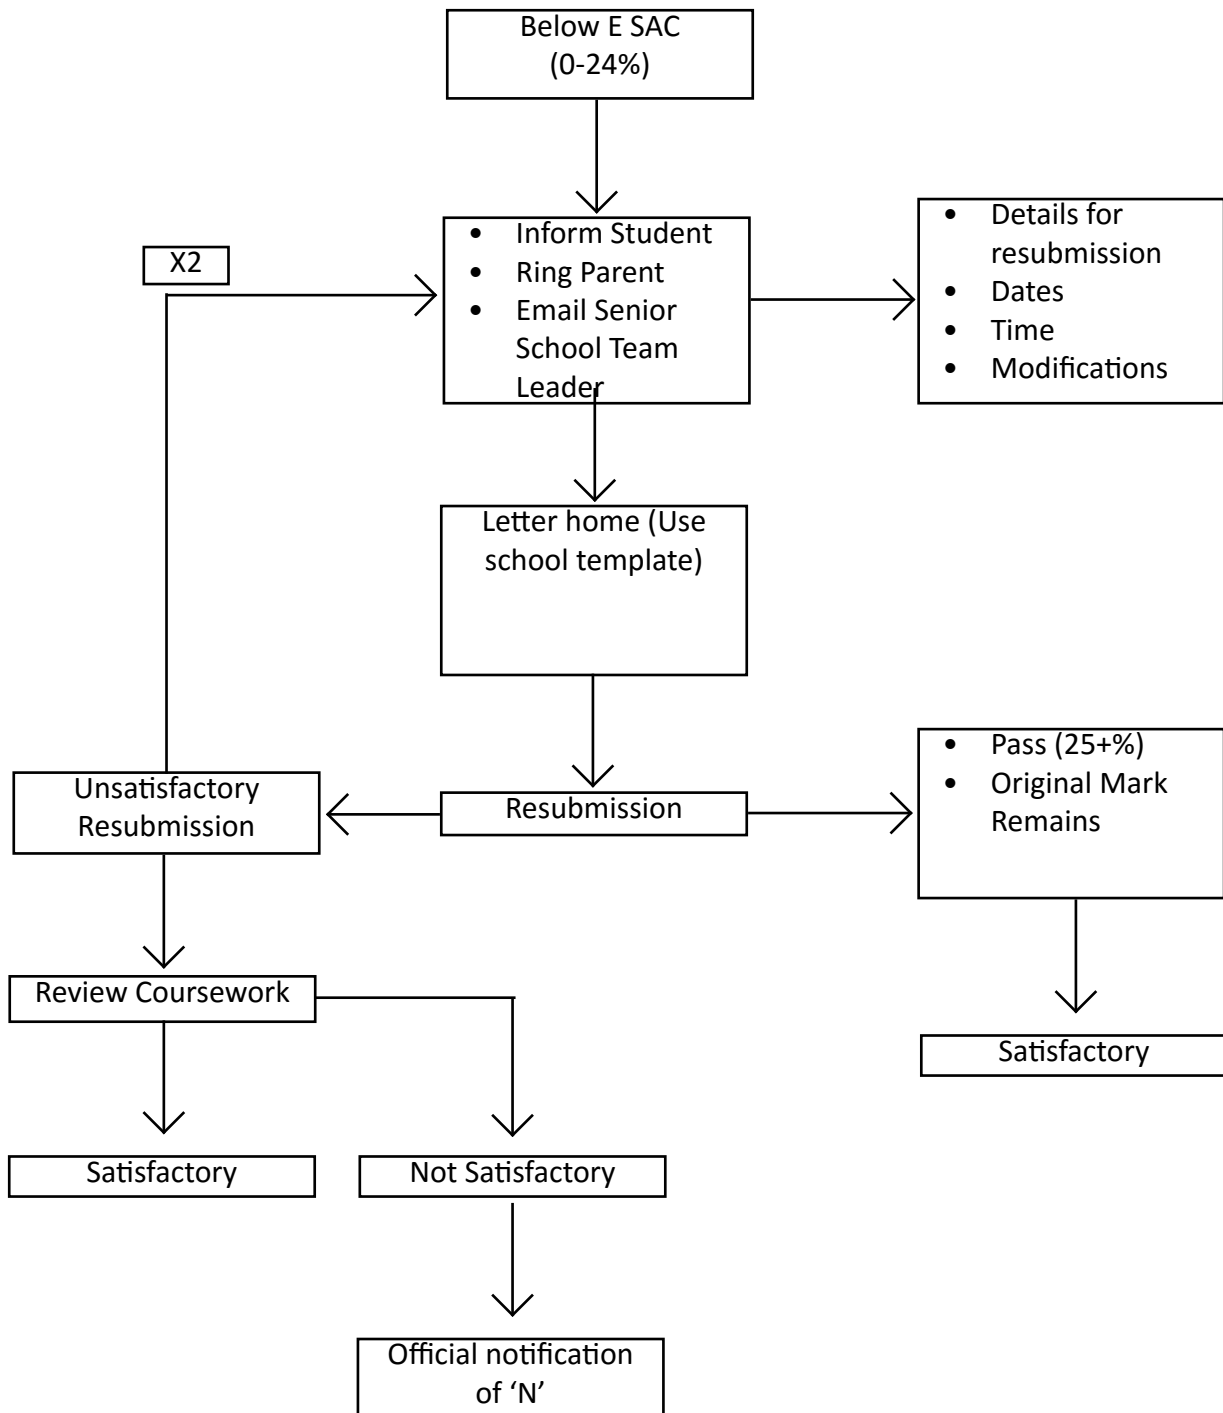 Below E SAC
(0-24%)
X2
• Inform Student
• Ring Parent
• Email Senior
School Team
Leader
• Details for
resubmission
• Dates
• Time
• Modifications
Letter home (Use
school template)
Unsatisfactory
Resubmission
Resubmission
• Pass (25+%)
• Original Mark
Remains
Review Coursework
Satisfactory
Satisfactory
Not Satisfactory
Official notification
of ‘N’